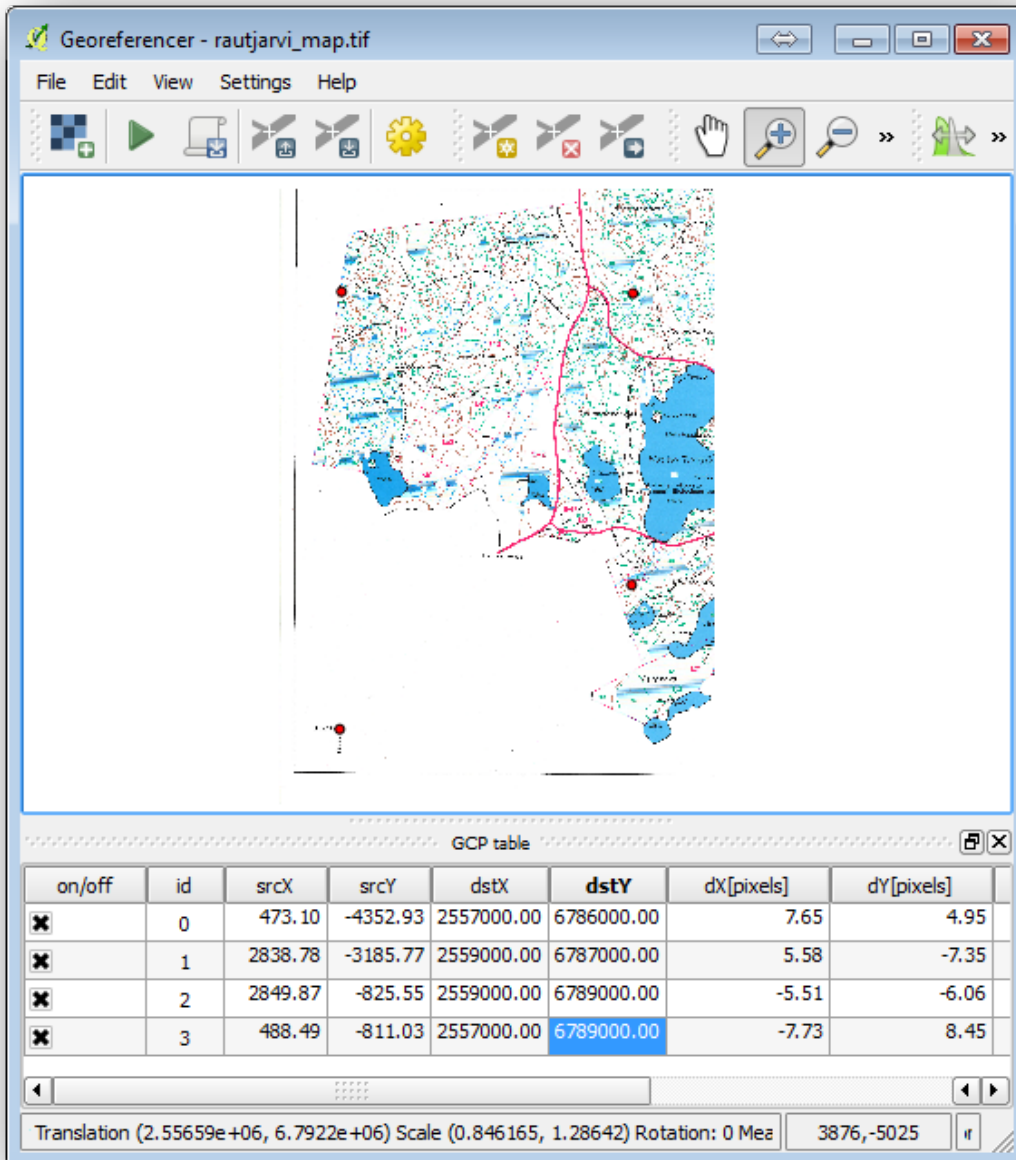 Georeferencer - rautjarvi_map.tif
File Edit View Settings Help
» »
GCP table
on/off id srcX srcY dstX dstY dX[pixels] dY[pixels]
0 473.10 -4352.93 2557000.00 6786000.00 7.65 4.95
1 2838.78 -3185.77 2559000.00 6787000.00 5.58 -7.35
2 2849.87 -825.55 2559000.00 6789000.00 -5.51 -6.06
3 488.49 -811.03 2557000.00 6789000.00 -7.73 8.45
Translation (2.55659e+06, 6.7922e+06) Scale (0.846165, 1.28642) Rotation: 0 Mea 3876,-5025